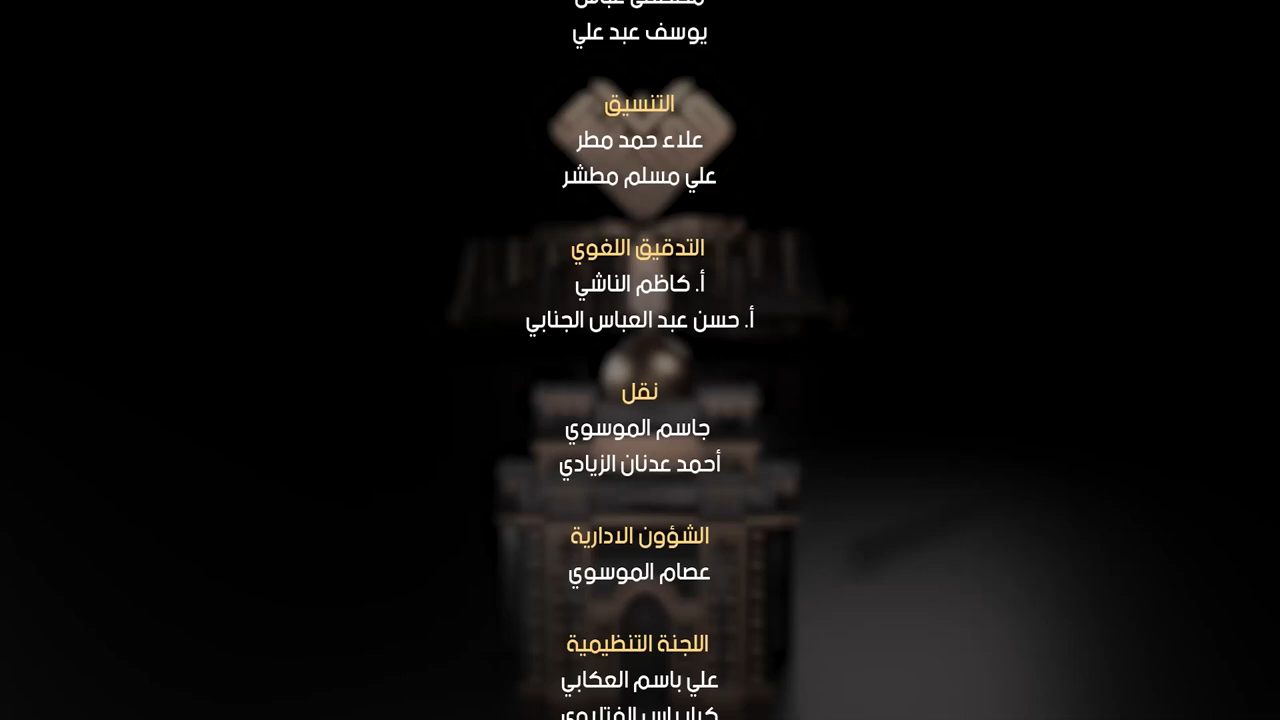 يوسف عبد علي
التنسيق
علاء حمد مطر
علي مسلم مطشر
التدقيق اللغوي
أ. كاظم الناشي
أ. حسن عبد العباس الجنابي
نقل
جاسم الموسوي
أحمد عدنان الزيادي
الشؤون الادارية
عصام الموسوي
اللجنة التنظيمية
علي باسم العكابي